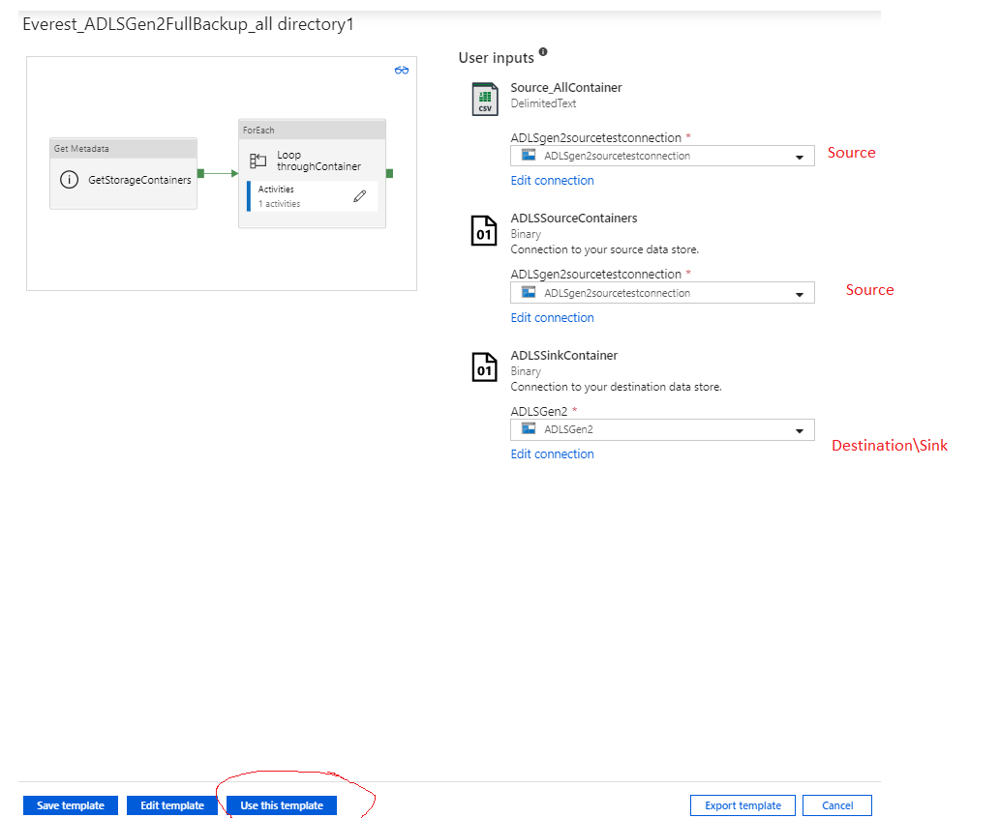 Everest_ADLSGen2FullBackup_all directory1
Get Metadata
GetStorageContainers
ForEach
Loop
throughContainer
Activities
1 activities
User inputs
CSV
Source_AllContainer
DelimitedText
ADLSgen2sourcetestconnection *
ADLSgen2sourcetestconnection
Source
Edit connection
01
ADLSSourceContainers
Binary
Connection to your source data store.
ADLSgen2sourcetestconnection *
ADLSgen2sourcetestconnection
Source
Edit connection
01
ADLSSinkContainer
Binary
Connection to your destination data store.
ADLSGen2 *
ADLSGen2
Destination\Sink
Edit connection
Save template
Edit template
Use this template
Export template
Cancel